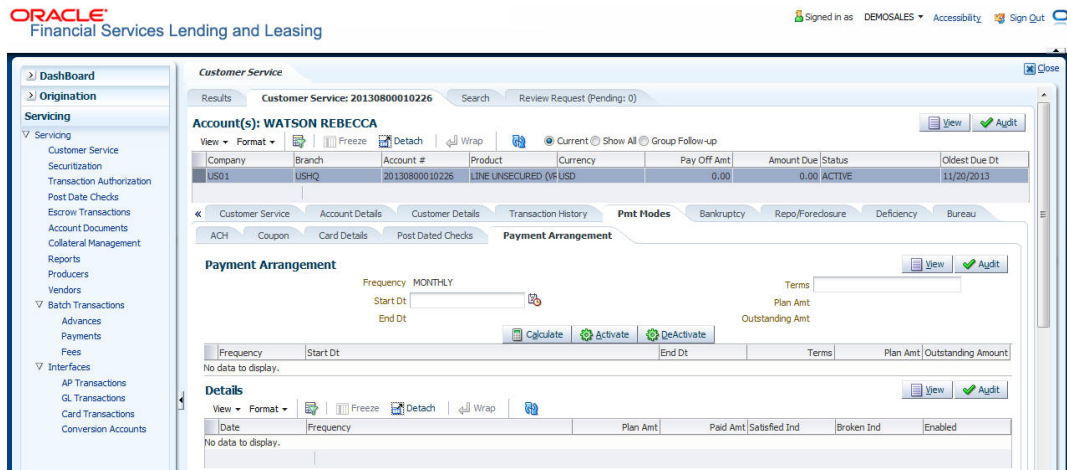 ORACLE
Financial Services Lending and Leasing
Signed in as DEMOSALES Accessibility Sign Out
Close
DashBoard
Origination
Servicing
Servicing
Customer Service
Securitization
Transaction Authorization
Post Date Checks
Escrow Transactions
Account Documents
Collateral Management
Reports
Producers
Vendors
Batch Transactions
Advances
Payments
Fees
Interfaces
AP Transactions
GL Transactions
Card Transactions
Conversion Accounts
Customer Service
Results Customer Service: 20130800010226 Search Review Request (Pending: 0)
Account(s): WATSON REBECCA View Audit
View Format Freeze Detach Wrap Current Show All Group Follow-up
Company Branch Account # Product Currency Pay Off Amt Amount Due Status Oldest Due Dt
US01 USHQ 20130800010226 LINE UNSECURED (VR USD 0.00 0.00 ACTIVE 11/20/2013
« Customer Service Account Details Customer Details Transaction History Pmt Modes Bankruptcy Repo/Foreclosure Deficiency Bureau
ACH Coupon Card Details Post Dated Checks Payment Arrangement
Payment Arrangement View Audit
Frequency MONTHLY Terms
Start Dt Plan Amt
End Dt Outstanding Amt
Calculate Activate DeActivate
Frequency Start Dt End Dt Terms Plan Amt Outstanding Amount
No data to display.
Details View Audit
View Format Freeze Detach Wrap
Date Frequency Plan Amt Paid Amt Satisfied Ind Broken Ind Enabled
No data to display.